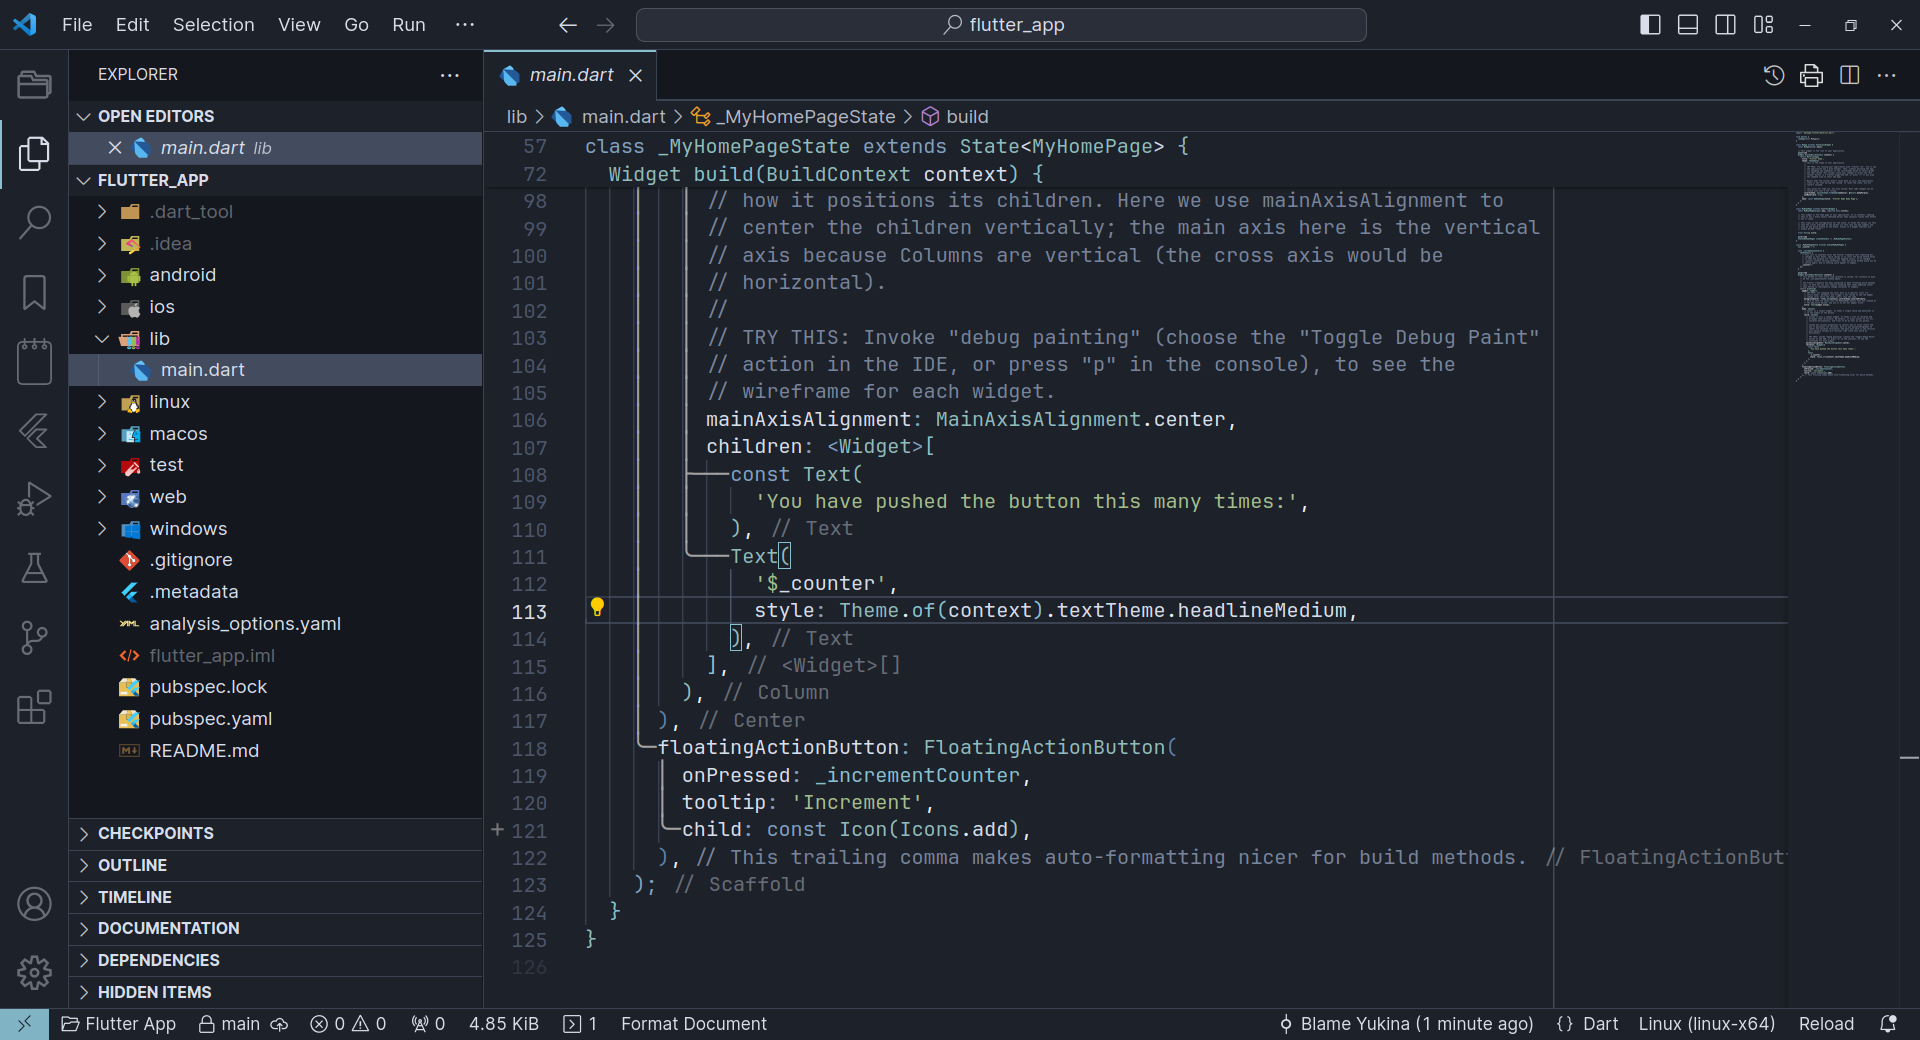 File Edit Selection View Go Run ···
flutter_app
EXPLORER
OPEN EDITORS
main.dart lib
FLUTTER_APP
.dart_tool
.idea
android
ios
lib
main.dart
linux
macos
test
web
windows
.gitignore
.metadata
analysis_options.yaml
flutter_app.iml
pubspec.lock
pubspec.yaml
README.md
CHECKPOINTS
OUTLINE
TIMELINE
DOCUMENTATION
DEPENDENCIES
HIDDEN ITEMS
main.dart
lib > main.dart > _MyHomePageState > build
57 class _MyHomePageState extends State<MyHomePage> {
72 Widget build(BuildContext context) {
98 // how it positions its children. Here we use mainAxisAlignment to
99 // center the children vertically; the main axis here is the vertical
100 // axis because Columns are vertical (the cross axis would be
101 // horizontal).
102 //
103 // TRY THIS: Invoke "debug painting" (choose the "Toggle Debug Paint"
104 // action in the IDE, or press "p" in the console), to see the
105 // wireframe for each widget.
106 mainAxisAlignment: MainAxisAlignment.center,
107 children: <Widget>[
108 const Text(
109 'You have pushed the button this many times:',
110 ), // Text
111 Text(
112 '$_counter',
113 style: Theme.of(context).textTheme.headlineMedium,
114 ), // Text
115 ], // <Widget>[]
116 ), // Column
117 ), // Center
118 floatingActionButton: FloatingActionButton(
119 onPressed: _incrementCounter,
120 tooltip: 'Increment',
+ 121 child: const Icon(Icons.add),
122 ), // This trailing comma makes auto-formatting nicer for build methods. // FloatingActionBut
123 ); // Scaffold
124 }
125 }
126
Flutter App main 0 0 0 4.85 KiB 1 Format Document Blame Yukina (1 minute ago) {} Dart Linux (linux-x64) Reload